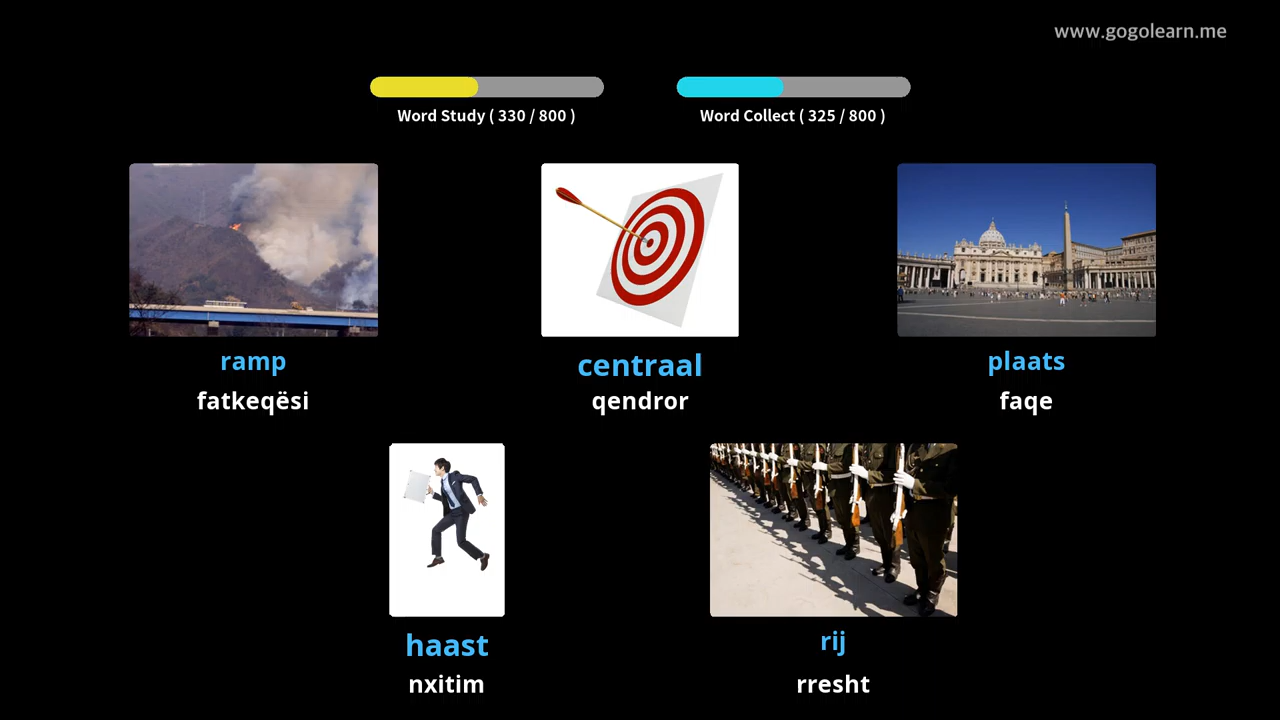 www.gogolearn.me
Word Study ( 330 / 800 )
Word Collect ( 325 / 800 )
ramp
fatkeqësi
centraal
qendror
plaats
faqe
haast
nxitim
rij
rresht